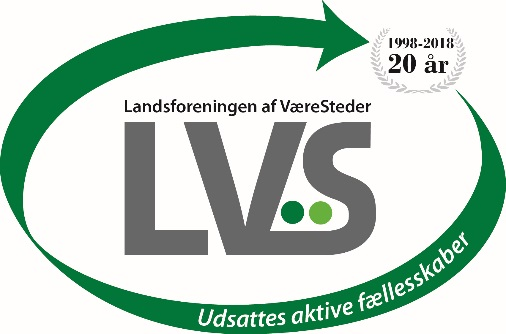 1998-2018
20 år
Landsforeningen af VæreSteder
LVS
Udsattes aktive fællesskaber